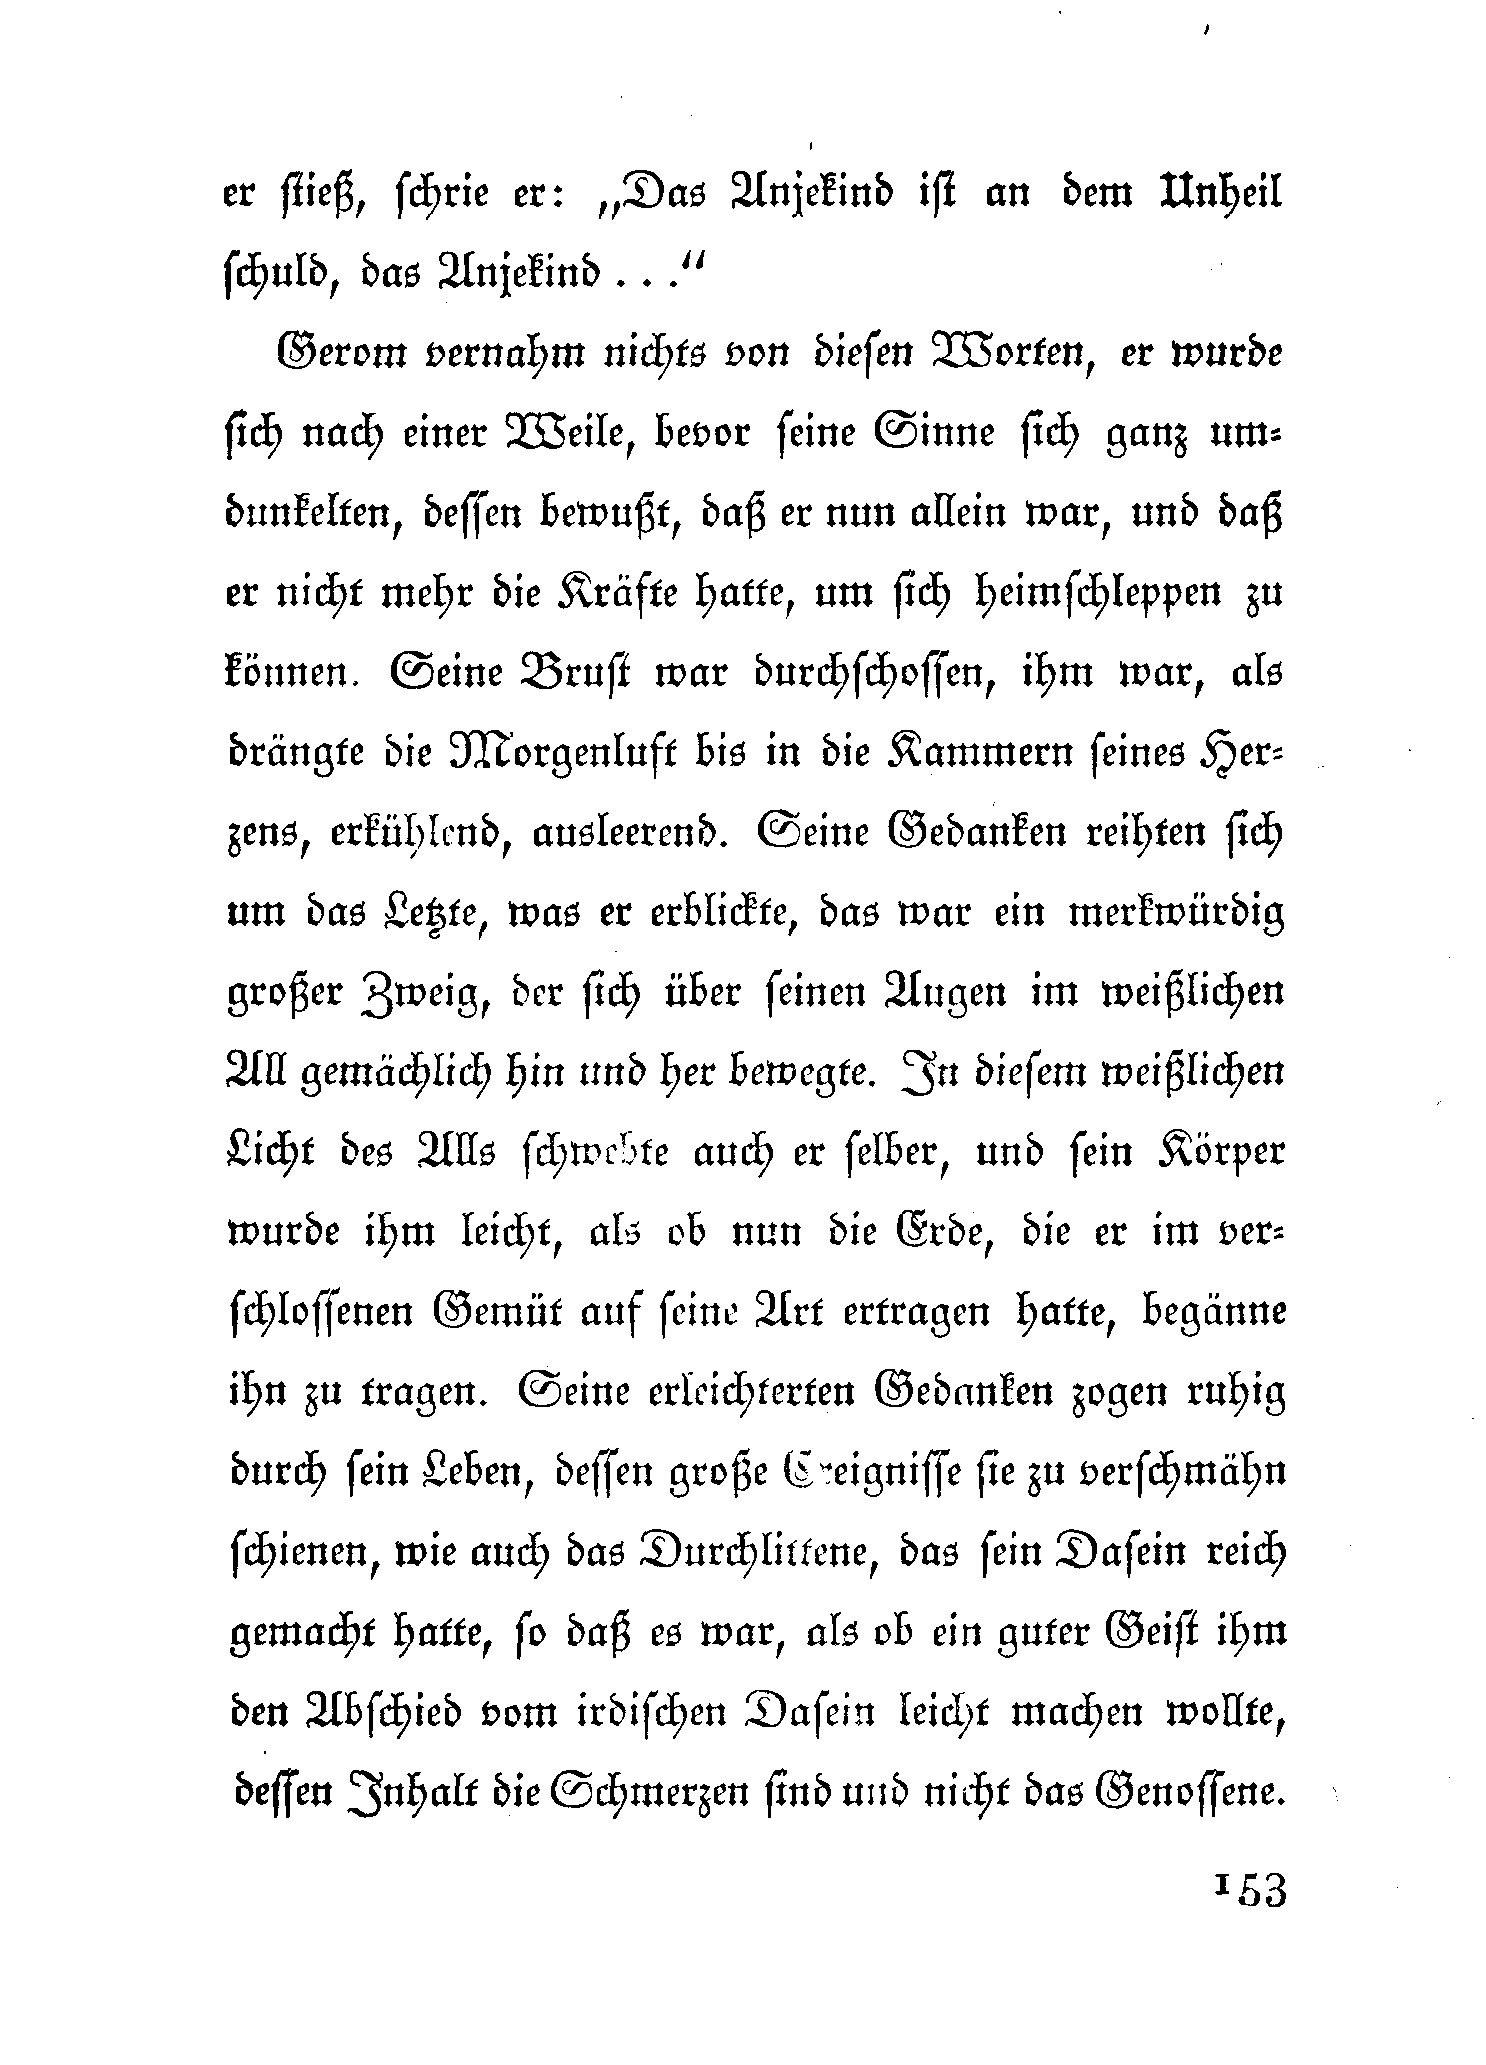 er stieß, schrie er: „Das Anjekind ist an dem Unheil
schuld, das Anjekind . . .“
Gerom vernahm nichts von diesen Worten, er wurde
sich nach einer Weile, bevor seine Sinne sich ganz um-
dunkelten, dessen bewußt, daß er nun allein war, und daß
er nicht mehr die Kräfte hatte, um sich heimschleppen zu
können. Seine Brust war durchschossen, ihm war, als
drängte die Morgenluft bis in die Kammern seines Her-
zens, erkühlend, ausleerend. Seine Gedanken reihten sich
um das Letzte, was er erblickte, das war ein merkwürdig
großer Zweig, der sich über seinen Augen im weißlichen
All gemächlich hin und her bewegte. In diesem weißlichen
Licht des Alls schwebte auch er selber, und sein Körper
wurde ihm leicht, als ob nun die Erde, die er im ver-
schlossenen Gemüt auf seine Art ertragen hatte, begänne
ihn zu tragen. Seine erleichterten Gedanken zogen ruhig
durch sein Leben, dessen große Ereignisse sie zu verschmähn
schienen, wie auch das Durchlittene, das sein Dasein reich
gemacht hatte, so daß es war, als ob ein guter Geist ihm
den Abschied vom irdischen Dasein leicht machen wollte,
dessen Inhalt die Schmerzen sind und nicht das Genossene.
153